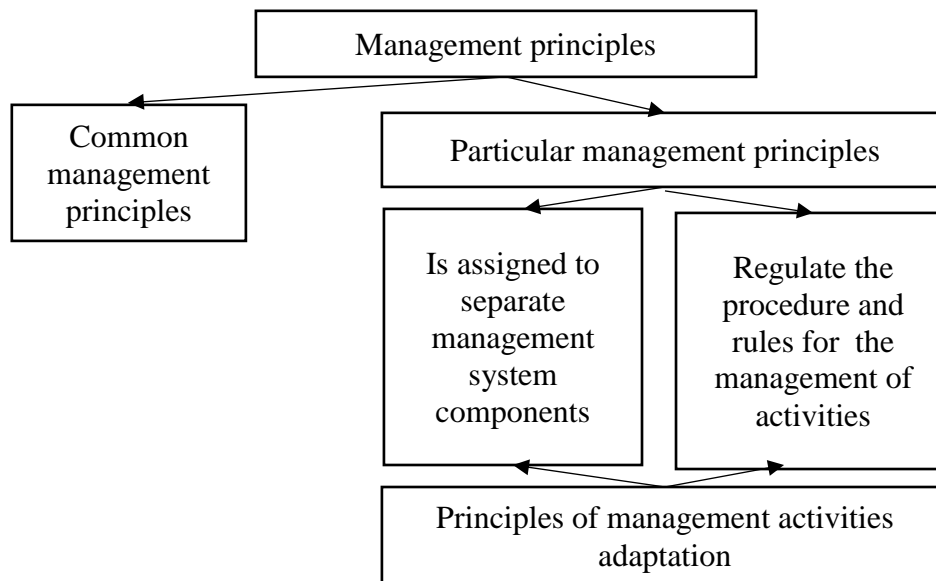 Management principles
Common
management
principles
Particular management principles
Is assigned to
separate
management
system
components
Regulate the
procedure and
rules for  the
management of
activities
Principles of management activities
adaptation